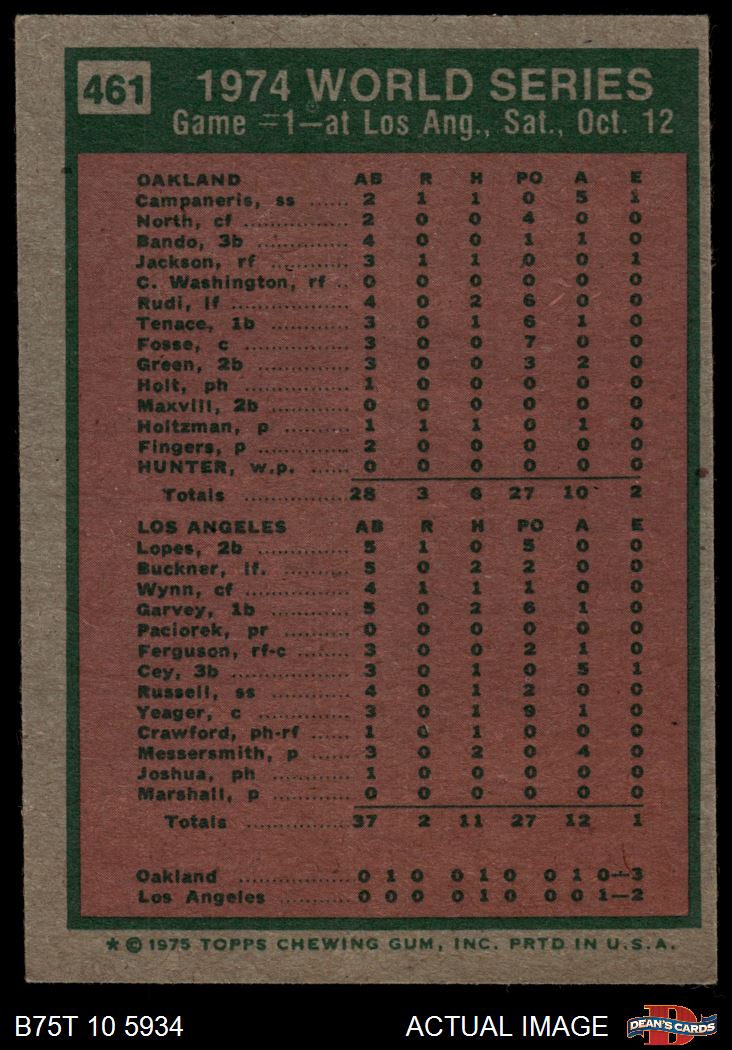 461
1974 WORLD SERIES
Game =1—at Los Ang., Sat., Oct. 12
OAKLAND AB R H PO A E
Campaneris, ss ...... 2 1 1 0 5 1
North, cf .............. 2 0 0 4 0 0
Bando, 3b ............. 4 0 0 1 1 0
Jackson, rf ............ 3 1 1 0 0 1
C. Washington, rf .. 0 0 0 0 0 0
Rudi, lf ................. 4 0 2 6 0 0
Tenace, 1b ............ 3 0 1 6 1 0
Fosse, c ................ 3 0 0 7 0 0
Green, 2b .............. 3 0 0 3 2 0
Holt, ph ................ 1 0 0 0 0 0
Maxvill, 2b ............ 0 0 0 0 0 0
Holtzman, p .......... 1 1 1 0 1 0
Fingers, p .............. 2 0 0 0 0 0
HUNTER, w.p. ...... 0 0 0 0 0 0
Totals ............... 28 3 6 27 10 2
LOS ANGELES AB R H PO A E
Lopes, 2b .............. 5 1 0 5 0 0
Buckner, lf. .......... 5 0 2 2 0 0
Wynn, cf ............... 4 1 1 1 0 0
Garvey, 1b ............ 5 0 2 6 1 0
Paciorek, pr .......... 0 0 0 0 0 0
Ferguson, rf-c ........ 3 0 0 2 1 0
Cey, 3b ................. 3 0 1 0 5 1
Russell, ss ............ 4 0 1 2 0 0
Yeager, c .............. 3 0 1 9 1 0
Crawford, ph-rf ..... 1 0 1 0 0 0
Messersmith, p ...... 3 0 2 0 4 0
Joshua, ph ............ 1 0 0 0 0 0
Marshall, p ........... 0 0 0 0 0 0
Totals ............... 37 2 11 27 12 1
Oakland .................. 0 1 0 0 1 0 0 1 0—3
Los Angeles ............ 0 0 0 0 1 0 0 0 1—2
★ © 1975 TOPPS CHEWING GUM, INC. PRTD IN U.S.A.
B75T 10 5934 ACTUAL IMAGE DEAN'S CARDS